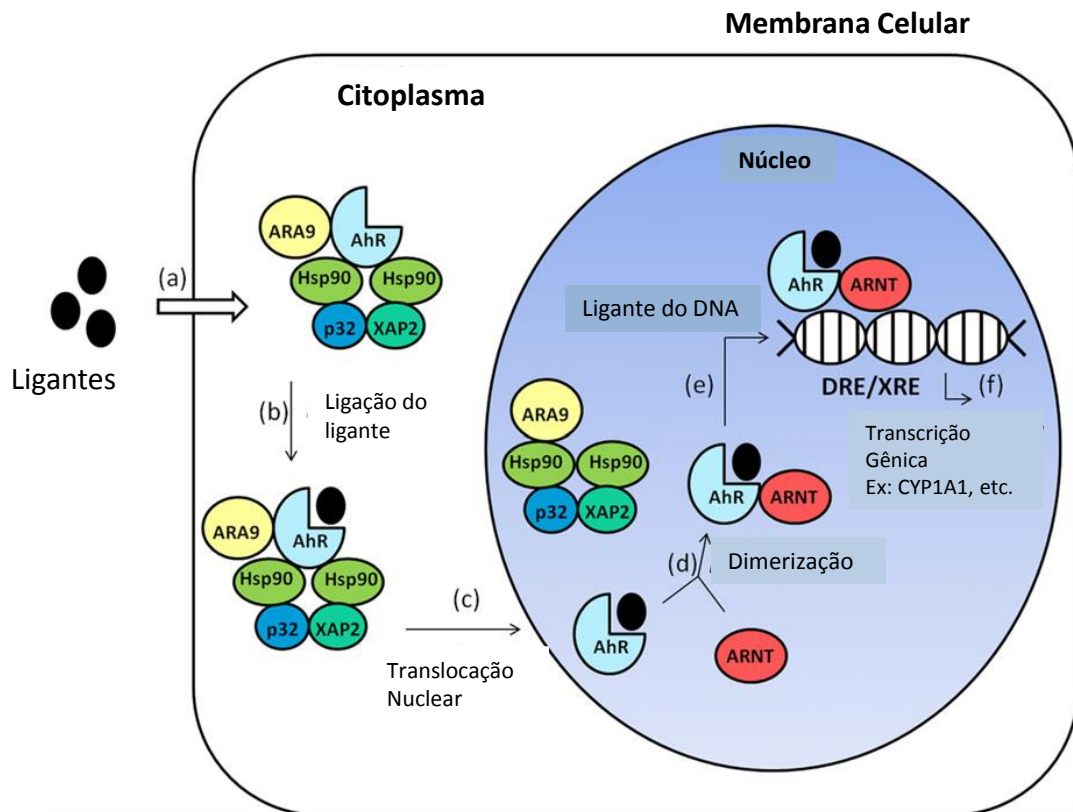 Membrana Celular
Citoplasma
Núcleo
ARA9
AhR
Hsp90
Hsp90
p32
XAP2
(a)
Ligantes
(b)
Ligação do
ligante
ARA9
AhR
Hsp90
Hsp90
p32
XAP2
(c)
Translocação
Nuclear
AhR
ARNT
(d)
Dimerização
AhR
ARNT
ARA9
Hsp90
Hsp90
p32
XAP2
(e)
Ligante do DNA
AhR
ARNT
DRE/XRE
(f)
Transcrição
Gênica
Ex: CYP1A1, etc.